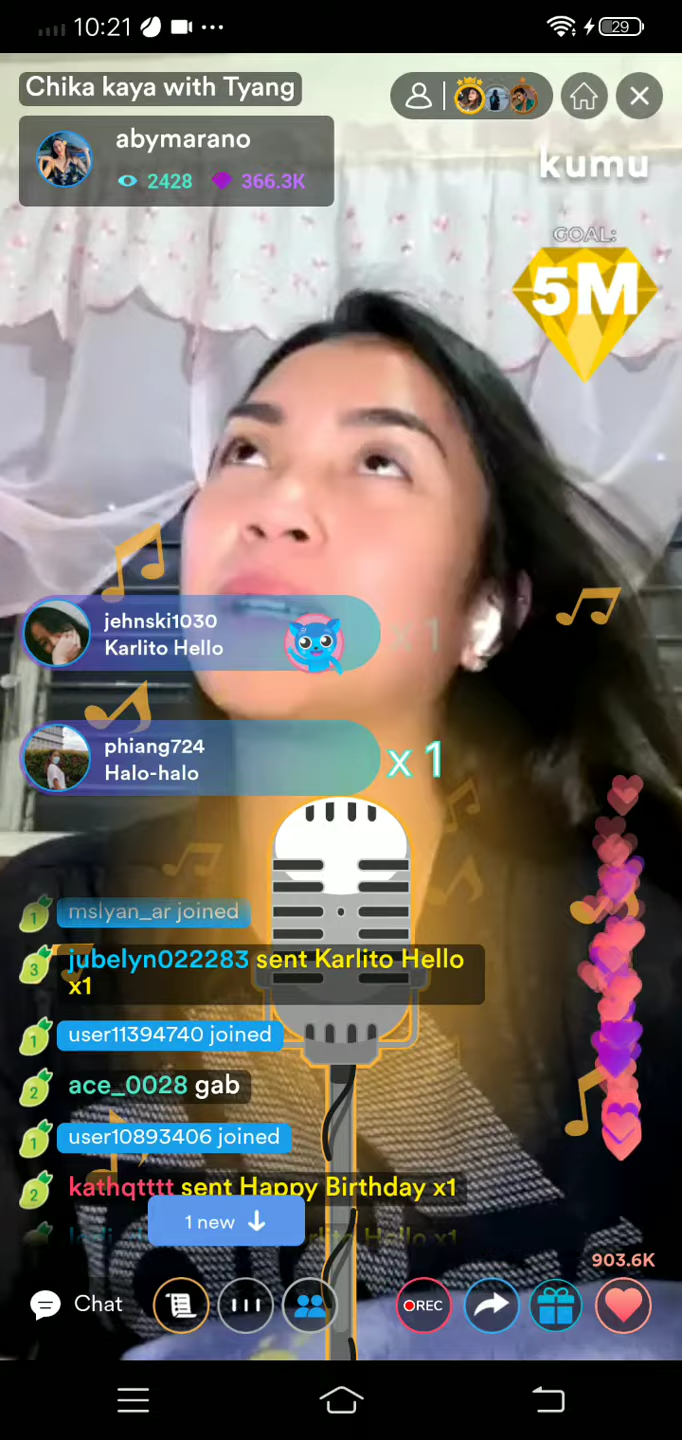 10:21
29
Chika kaya with Tyang
abymarano
2428 366.3K
kumu
GOAL:
5M
jehnski1030
Karlito Hello
x 1
phiang724
Halo-halo
x 1
1 mslyan_ar joined
3 jubelyn022283 sent Karlito Hello
x1
1 user11394740 joined
2 ace_0028 gab
1 user10893406 joined
2 kathqtttt sent Happy Birthday x1
Hello x1
1 new
903.6K
Chat
REC